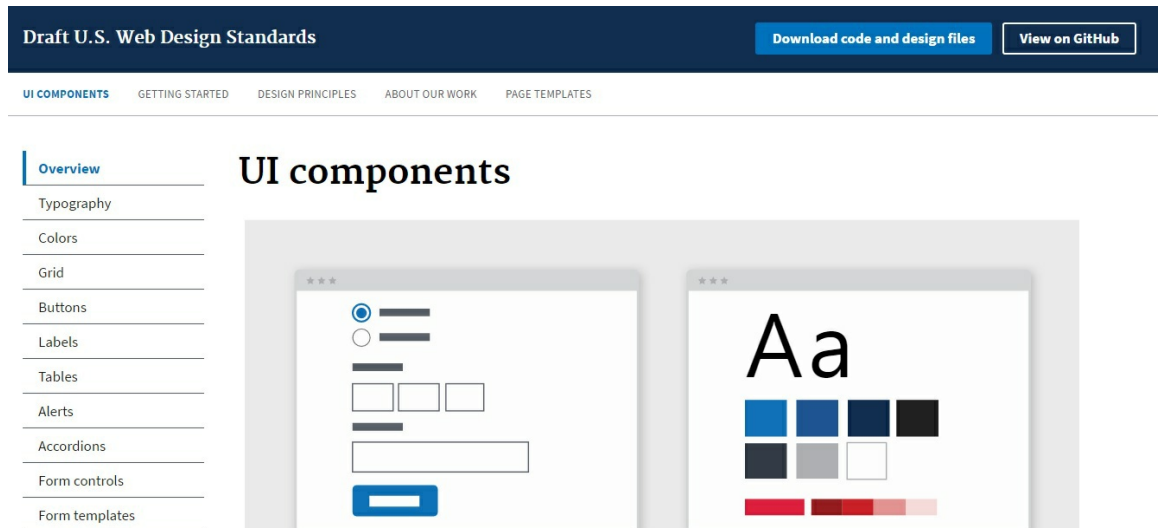 Draft U.S. Web Design Standards
Download code and design files
View on GitHub
UI COMPONENTS
GETTING STARTED
DESIGN PRINCIPLES
ABOUT OUR WORK
PAGE TEMPLATES
Overview
Typography
Colors
Grid
Buttons
Labels
Tables
Alerts
Accordions
Form controls
Form templates
UI components
Aa